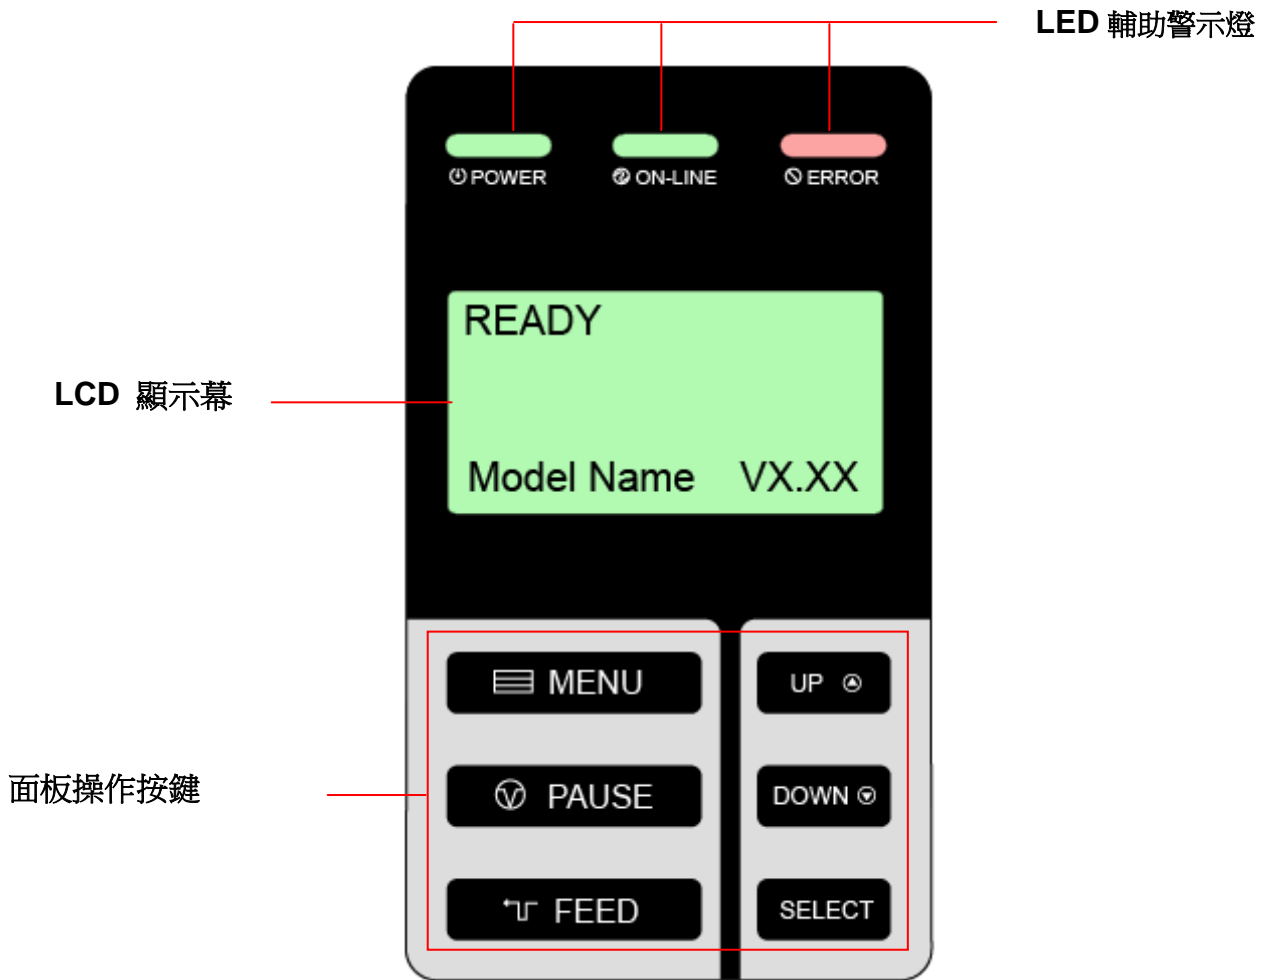 LED 輔助警示燈
POWER ON-LINE ERROR
READY
LCD 顯示幕
Model Name VX.XX
MENU UP
面板操作按鍵
PAUSE DOWN
FEED SELECT